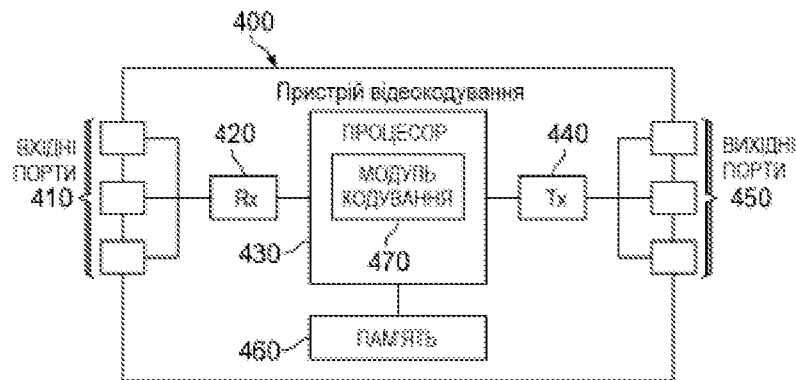 400
Пристрій відеокодування
ВХІДНІ
ПОРТИ
410
420
Rx
ПРОЦЕСОР
МОДУЛЬ
КОДУВАННЯ
430
470
440
Tx
ВИХІДНІ
ПОРТИ
450
460
ПАМ'ЯТЬ